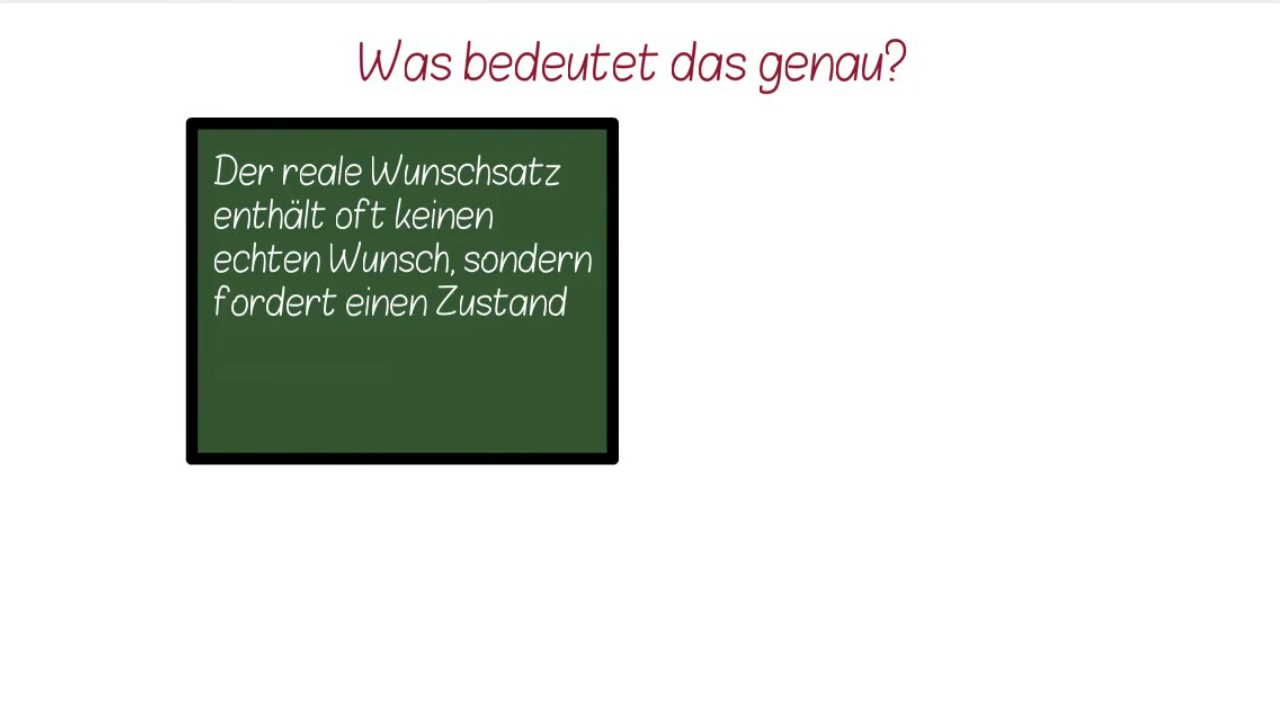 Was bedeutet das genau?
Der reale Wunschsatz
enthält oft keinen
echten Wunsch, sondern
fordert einen Zustand